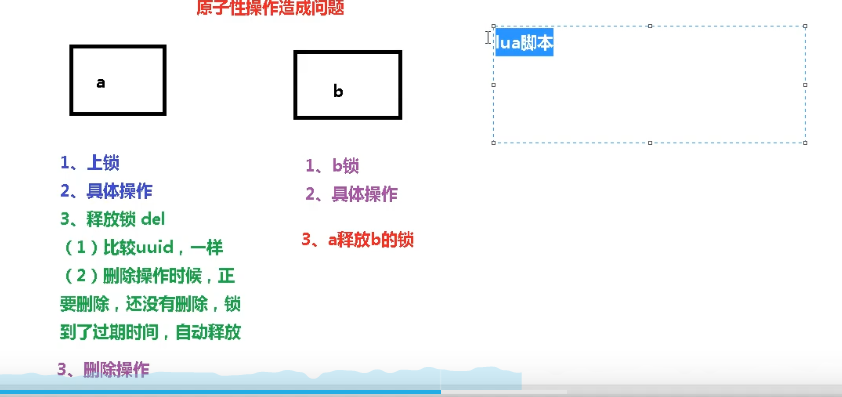 原子性操作造成问题
a
1、上锁
2、具体操作
3、释放锁 del
（1）比较uuid，一样
（2）删除操作时候，正
要删除，还没有删除，锁
到了过期时间，自动释放
3、删除操作
b
1、b锁
2、具体操作
3、a释放b的锁
lua脚本